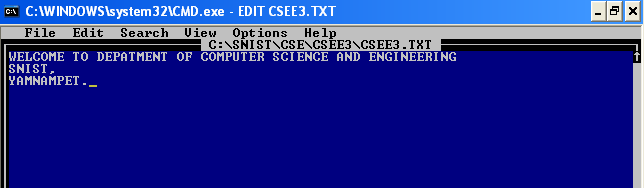 C:\WINDOWS\system32\CMD.exe - EDIT CSEE3.TXT
File Edit Search View Options Help
C:\SNIST\CSE\CSEE3\CSEE3.TXT
WELCOME TO DEPATMENT OF COMPUTER SCIENCE AND ENGINEERING
SNIST,
YAMNAMPET._